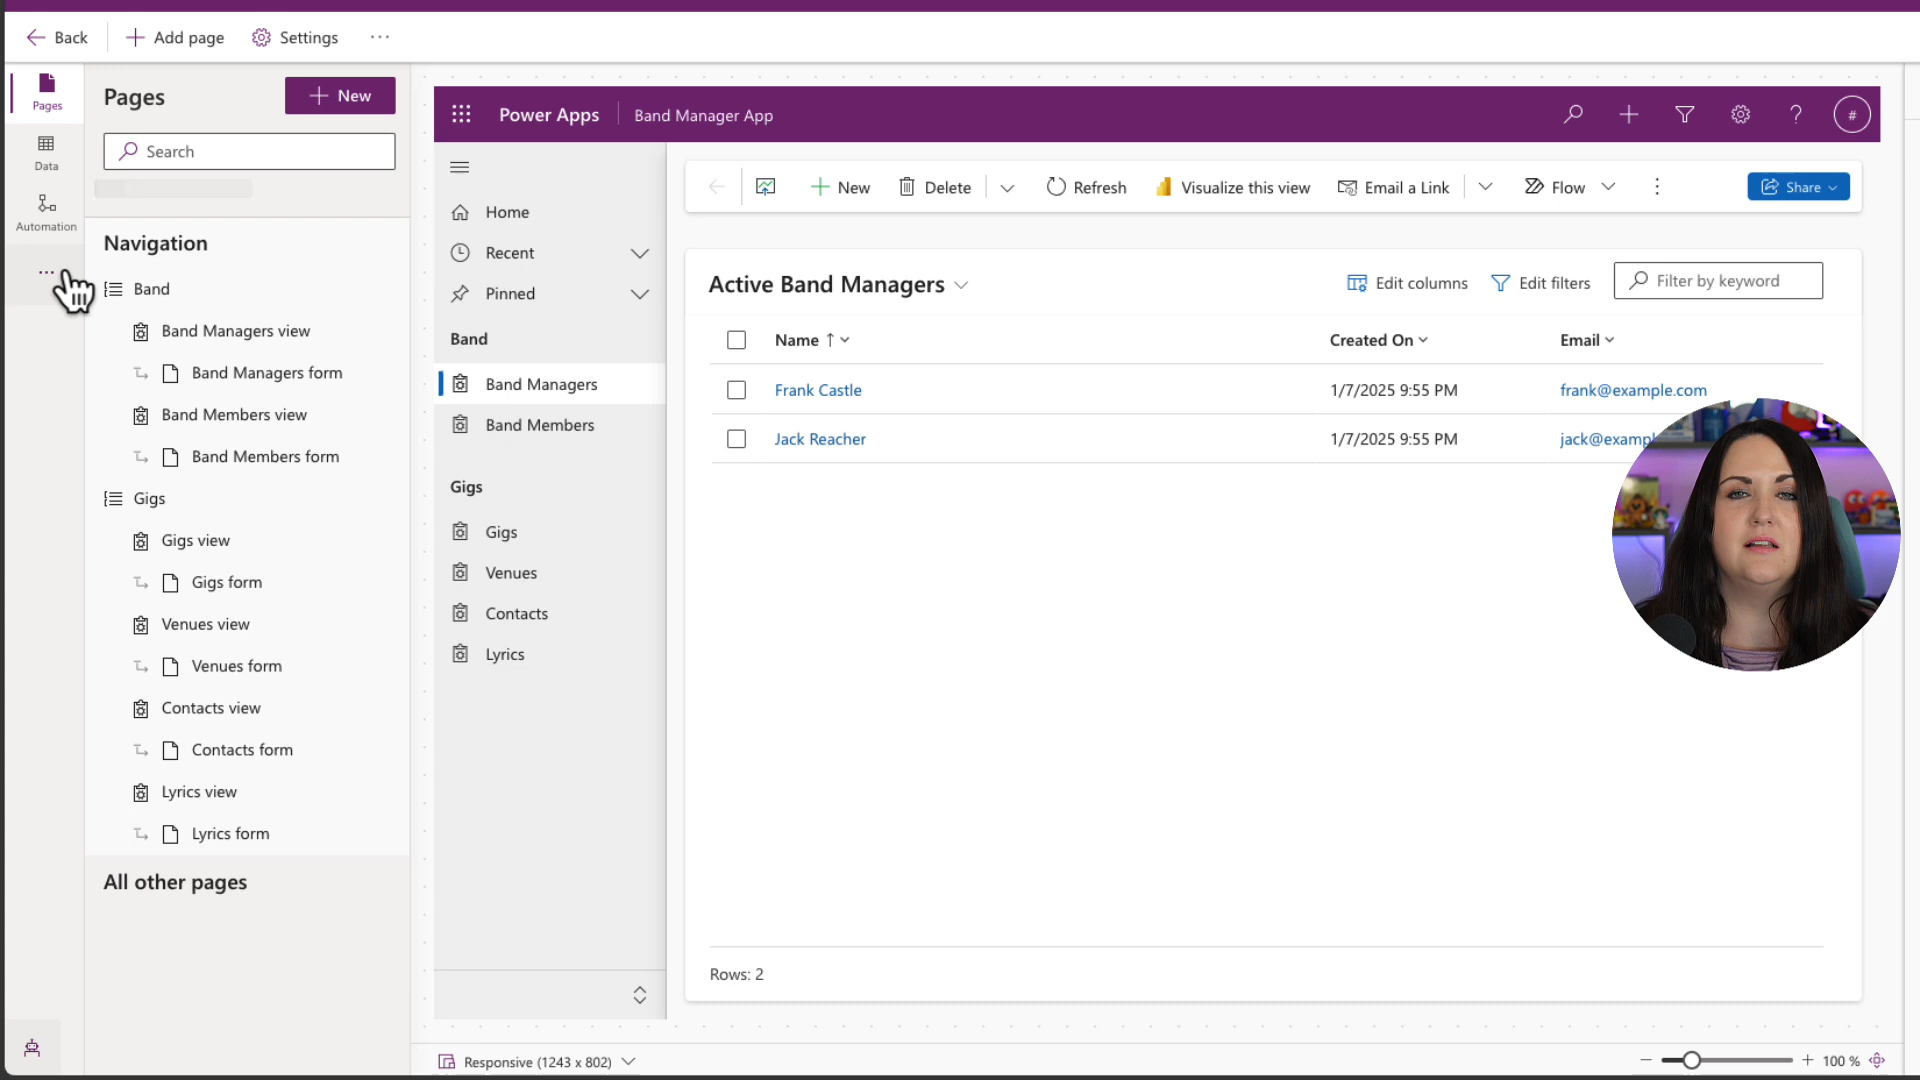 Back
Add page
Settings
Pages
Data
Automation
Pages
New
Search
Navigation
Band
Band Managers view
Band Managers form
Band Members view
Band Members form
Gigs
Gigs view
Gigs form
Venues view
Venues form
Contacts view
Contacts form
Lyrics view
Lyrics form
All other pages
Power Apps
Band Manager App
?
#
Home
Recent
Pinned
Band
Band Managers
Band Members
Gigs
Gigs
Venues
Contacts
Lyrics
New
Delete
Refresh
Visualize this view
Email a Link
Flow
Share
Active Band Managers
Edit columns
Edit filters
Filter by keyword
Name ↑
Created On
Email
Frank Castle
1/7/2025 9:55 PM
frank@example.com
Jack Reacher
1/7/2025 9:55 PM
jack@exampl
Rows: 2
Responsive (1243 x 802)
100 %